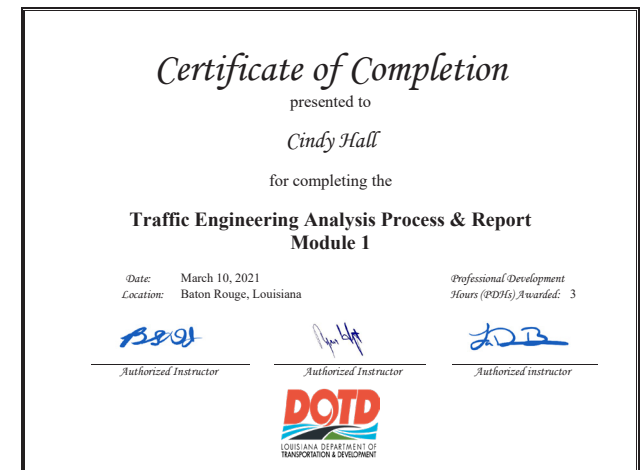 Certificate of Completion
presented to
Cindy Hall
for completing the
Traffic Engineering Analysis Process & Report
Module 1
Date: March 10, 2021
Location: Baton Rouge, Louisiana
Professional Development
Hours (PDHs) Awarded: 3
Authorized Instructor
Authorized Instructor
Authorized instructor
DOTD
LOUISIANA DEPARTMENT OF
TRANSPORTATION & DEVELOPMENT